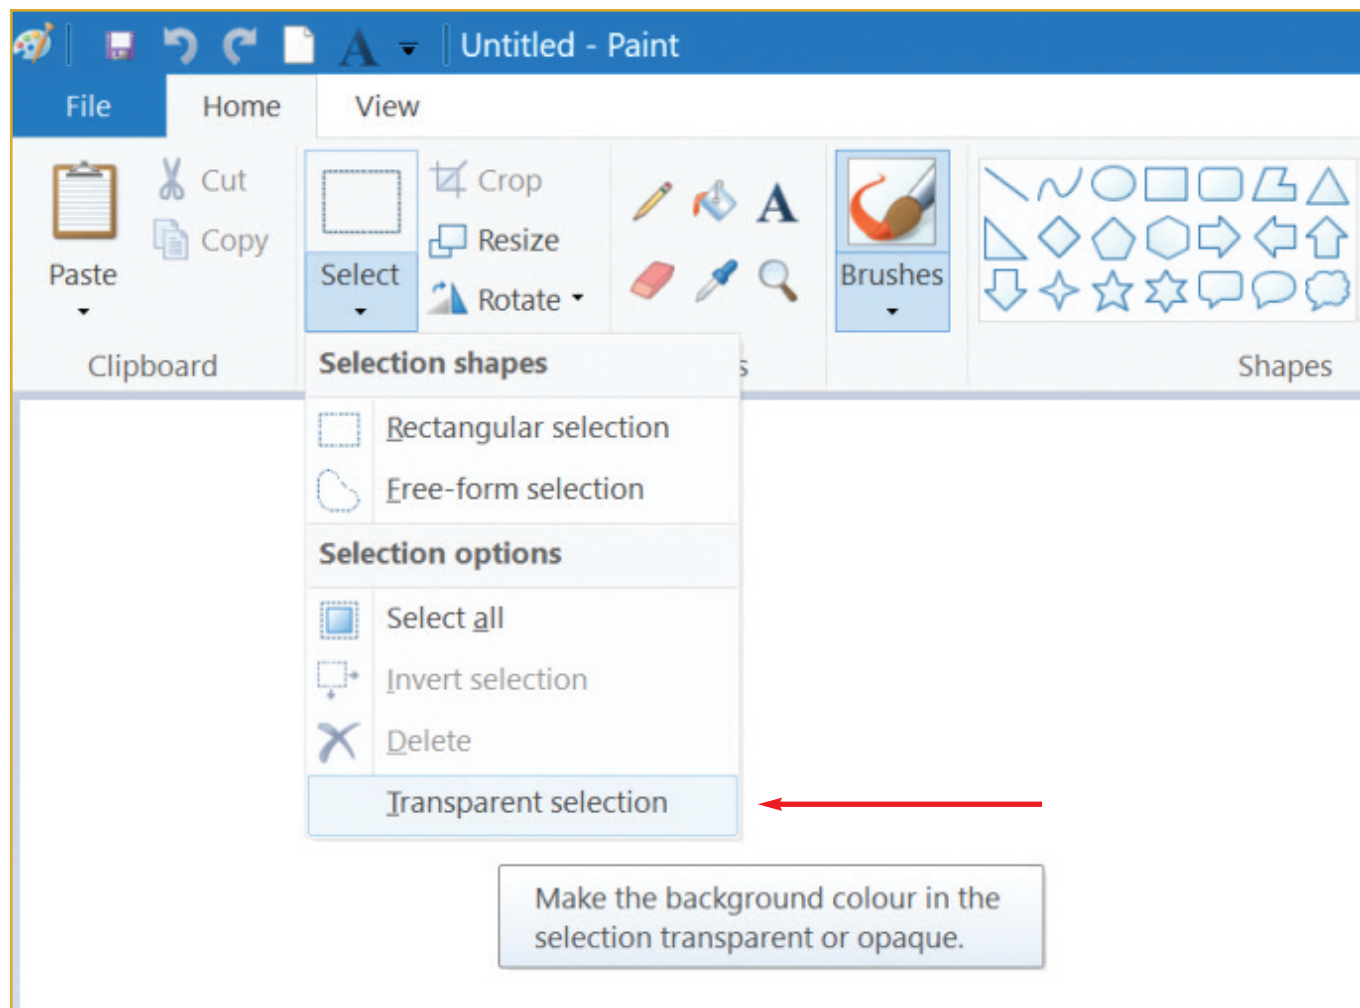 Untitled - Paint
File Home View
Cut
Copy
Paste
Clipboard
Select
Crop
Resize
Rotate
A
Brushes
Shapes
Selection shapes
Rectangular selection
Free-form selection
Selection options
Select all
Invert selection
Delete
Transparent selection
Make the background colour in the
selection transparent or opaque.